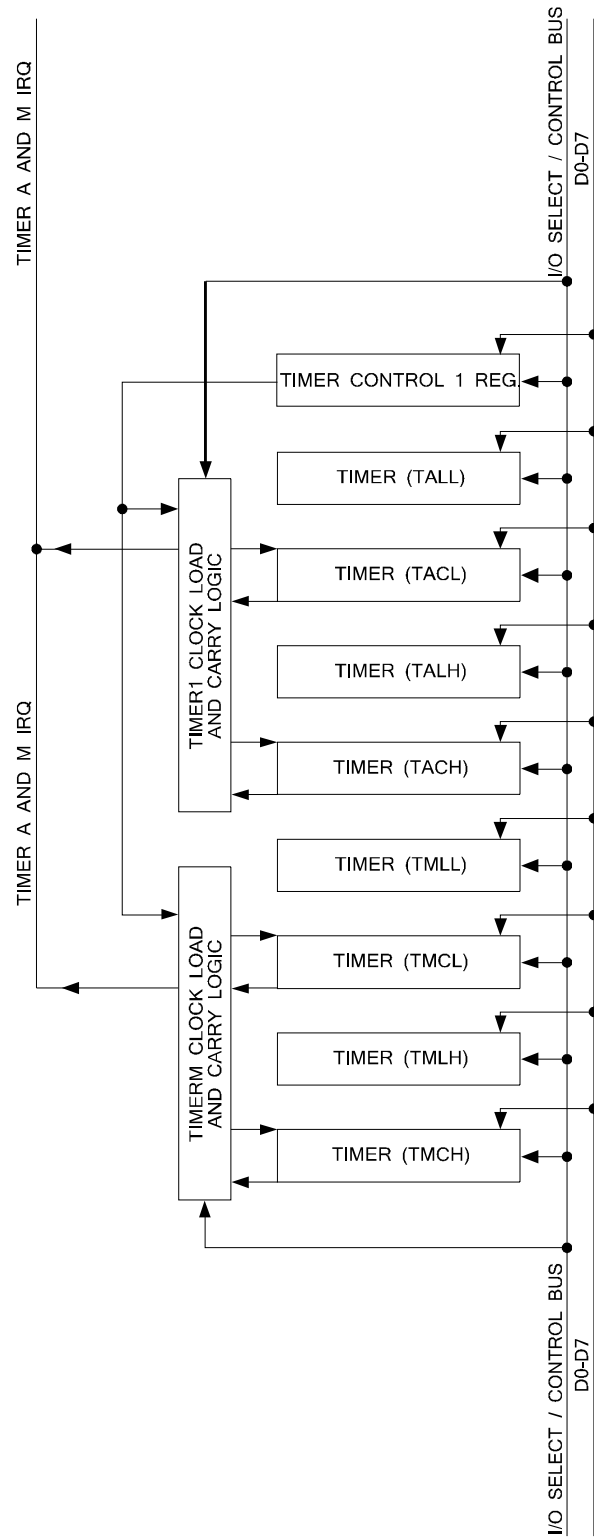 TIMER A AND M IRQ
I/O SELECT / CONTROL BUS
D0-D7
TIMER CONTROL 1 REG.
TIMER (TALL)
TIMER1 CLOCK LOAD
AND CARRY LOGIC
TIMER (TACL)
TIMER (TALH)
TIMER (TACH)
TIMER A AND M IRQ
TIMER (TMLL)
TIMERM CLOCK LOAD
AND CARRY LOGIC
TIMER (TMCL)
TIMER (TMLH)
TIMER (TMCH)
I/O SELECT / CONTROL BUS
D0-D7